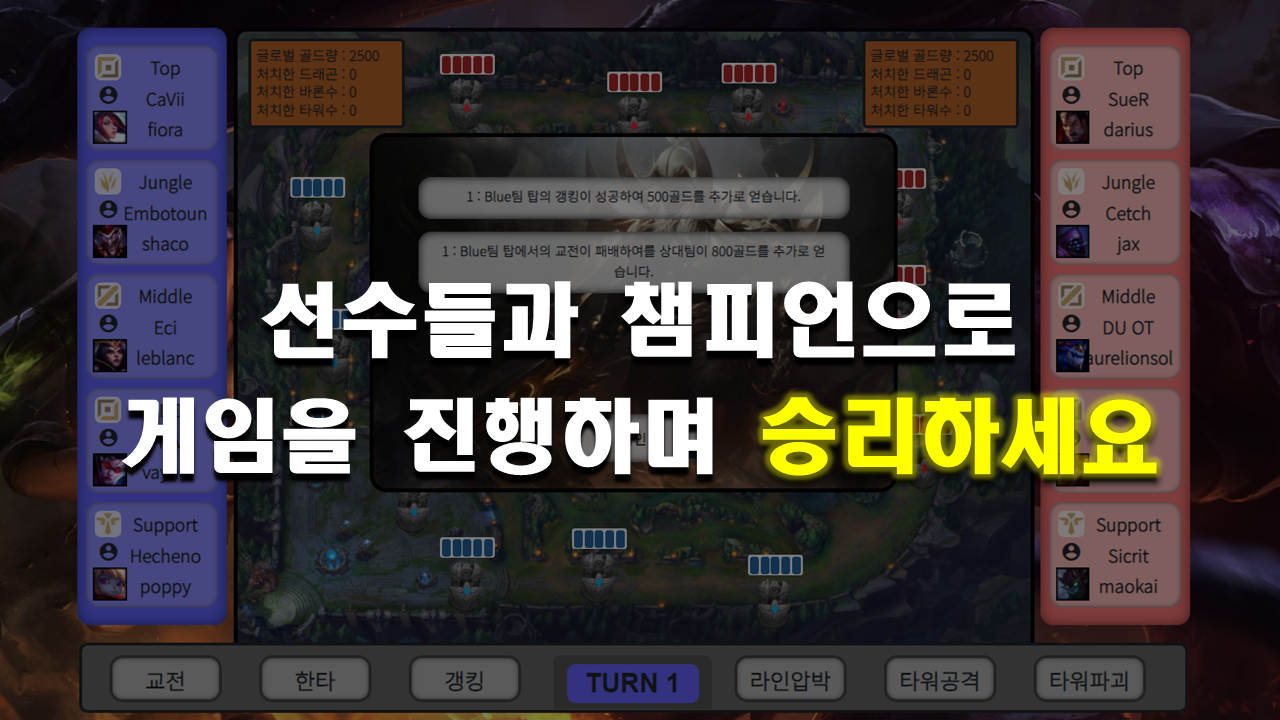 글로벌 골드량 : 2500
처치한 드래곤 : 0
처치한 바론수 : 0
처치한 타워수 : 0
글로벌 골드량 : 2500
처치한 드래곤 : 0
처치한 바론수 : 0
처치한 타워수 : 0
Top
CaVii
fiora
Jungle
Embotoun
shaco
Middle
Eci
leblanc
Support
Hecheno
poppy
1 : Blue팀 탑의 갱킹이 성공하여 500골드를 추가로 얻습니다.
1 : Blue팀 탑에서의 교전이 패배하여를 상대팀이 800골드를 추가로 얻
습니다.
선수들과 챔피언으로
게임을 진행하며 승리하세요
Top
SueR
darius
Jungle
Cetch
jax
Middle
DU OT
aurelionsol
Support
Sicrit
maokai
교전
한타
갱킹
TURN 1
라인압박
타워공격
타워파괴